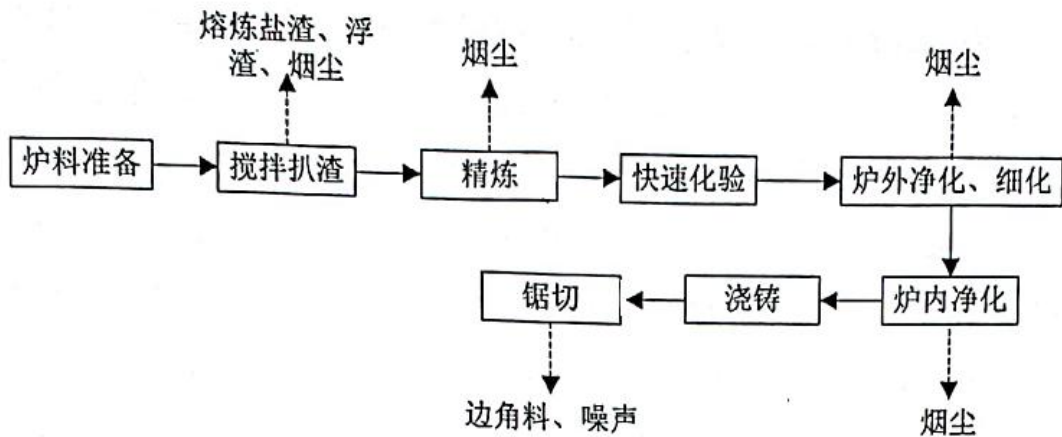 熔炼盐渣、浮
渣、烟尘
烟尘
烟尘
炉料准备
搅拌扒渣
精炼
快速化验
炉外净化、细化
锯切
浇铸
炉内净化
边角料、噪声
烟尘